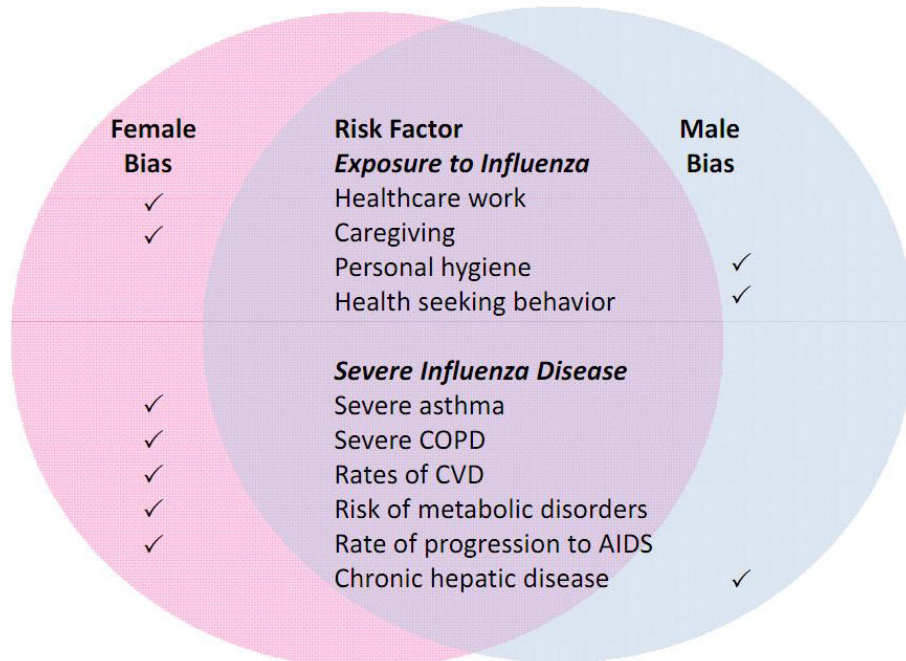 Female Risk Factor Male
Bias Exposure to Influenza Bias
✓ Healthcare work
✓ Caregiving
Personal hygiene ✓
Health seeking behavior ✓
Severe Influenza Disease
✓ Severe asthma
✓ Severe COPD
✓ Rates of CVD
✓ Risk of metabolic disorders
✓ Rate of progression to AIDS
Chronic hepatic disease ✓